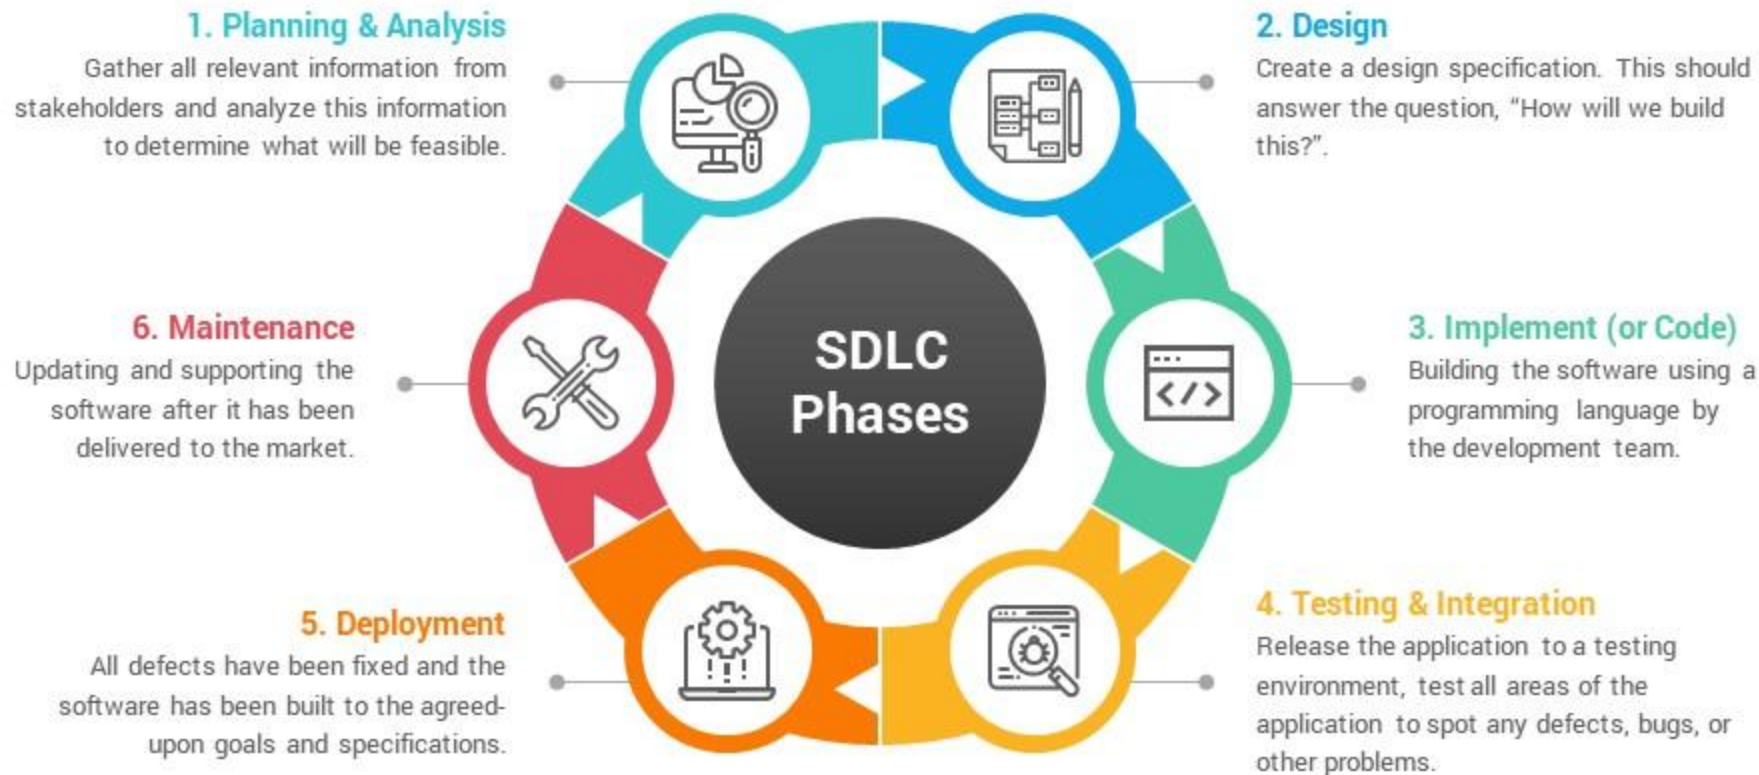 1. Planning & Analysis
Gather all relevant information from
stakeholders and analyze this information
to determine what will be feasible.
2. Design
Create a design specification. This should
answer the question, “How will we build
this?”.
3. Implement (or Code)
Building the software using a
programming language by
the development team.
4. Testing & Integration
Release the application to a testing
environment, test all areas of the
application to spot any defects, bugs, or
other problems.
5. Deployment
All defects have been fixed and the
software has been built to the agreed-
upon goals and specifications.
6. Maintenance
Updating and supporting the
software after it has been
delivered to the market.
SDLC
Phases